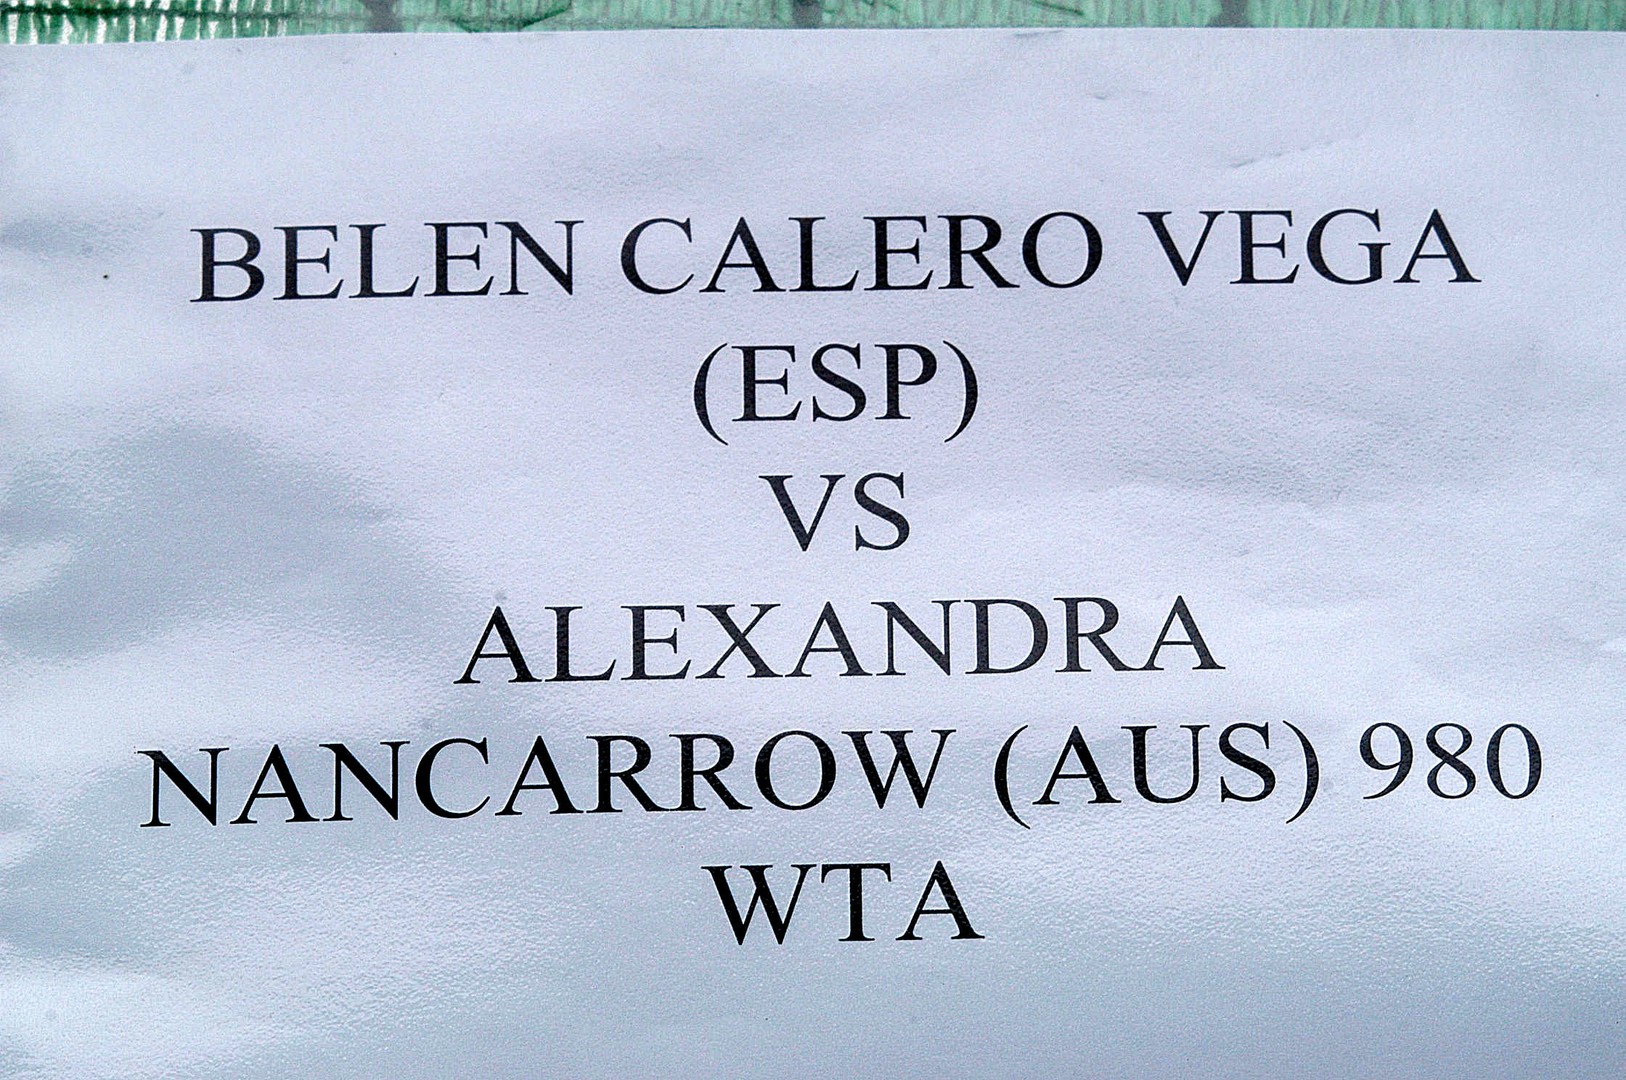 BELEN CALERO VEGA
(ESP)
VS
ALEXANDRA
NANCARROW (AUS) 980
WTA